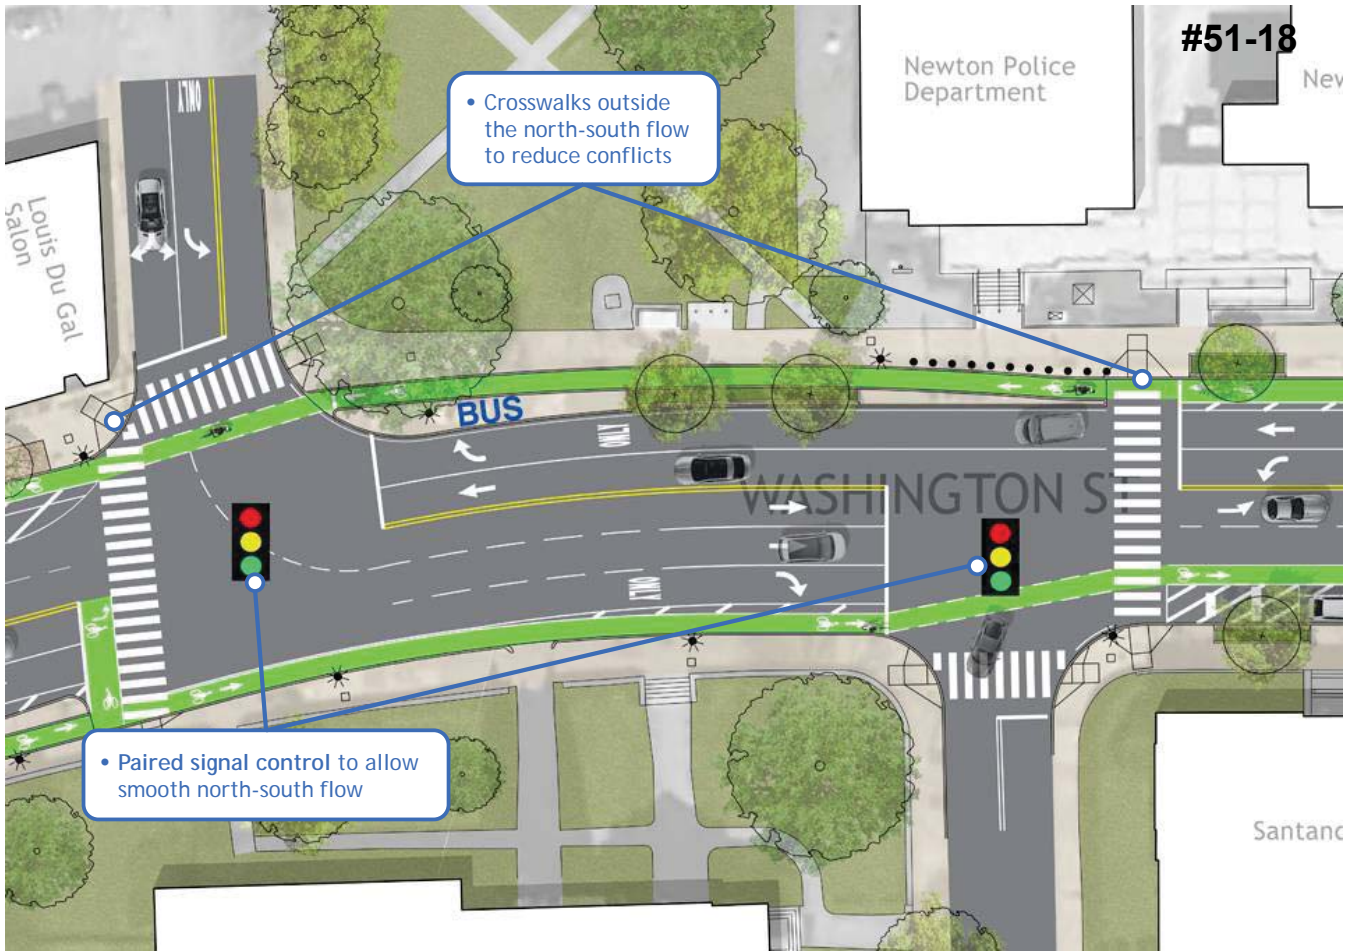 #51-18
Newton Police
Department
New
• Crosswalks outside
the north-south flow
to reduce conflicts
ONLY
Louis Du Gal
Salon
BUS
ONLY
WASHINGTON ST
ONLY
• Paired signal control to allow
smooth north-south flow
Santand